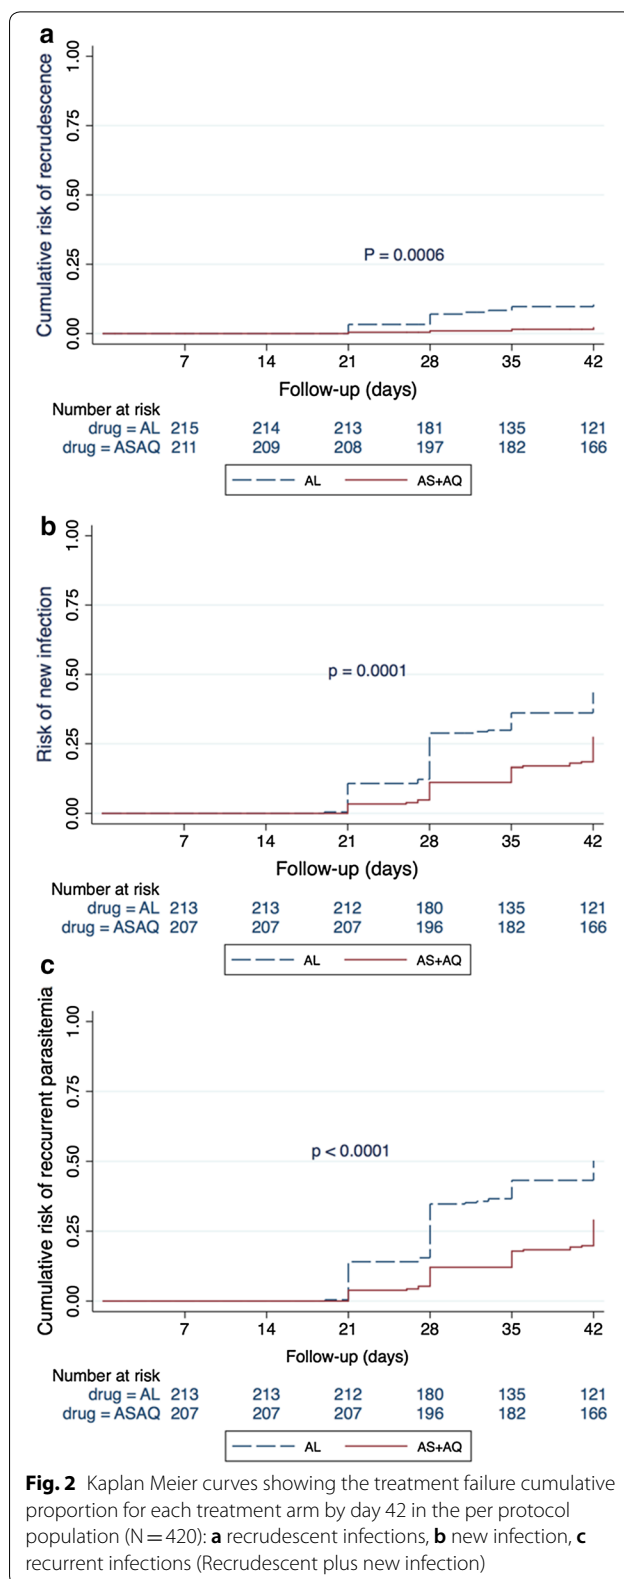 a
Cumulative risk of recrudescence
1.00
0.75
0.50
0.25
0.00
P = 0.0006
7 14 21 28 35 42
Follow-up (days)
Number at risk
drug = AL 215 214 213 181 135 121
drug = ASAQ 211 209 208 197 182 166
AL AS+AQ
b
Risk of new infection
1.00
0.75
0.50
0.25
0.00
p = 0.0001
7 14 21 28 35 42
Follow-up (days)
Number at risk
drug = AL 213 213 212 180 135 121
drug = ASAQ 207 207 207 196 182 166
AL AS+AQ
c
Cumulative risk of reccurrent parasitemia
1.00
0.75
0.50
0.25
0.00
p < 0.0001
7 14 21 28 35 42
Follow-up (days)
Number at risk
drug = AL 213 213 212 180 135 121
drug = ASAQ 207 207 207 196 182 166
AL AS+AQ
Fig. 2 Kaplan Meier curves showing the treatment failure cumulative
proportion for each treatment arm by day 42 in the per protocol
population (N = 420): a recrudescent infections, b new infection, c
recurrent infections (Recrudescent plus new infection)